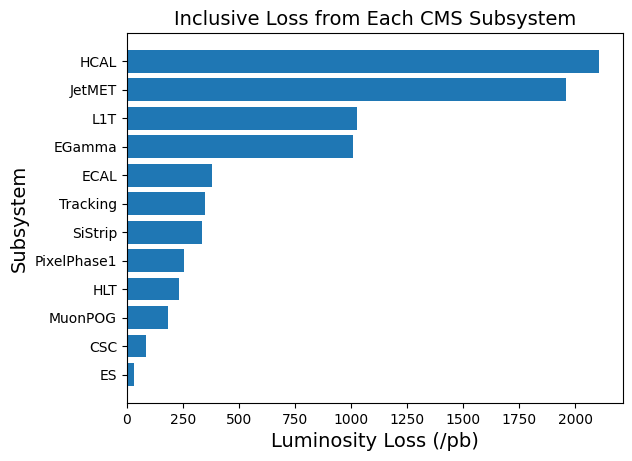 Inclusive Loss from Each CMS Subsystem
Subsystem
HCAL
JetMET
L1T
EGamma
ECAL
Tracking
SiStrip
PixelPhase1
HLT
MuonPOG
CSC
ES
0 250 500 750 1000 1250 1500 1750 2000
Luminosity Loss (/pb)